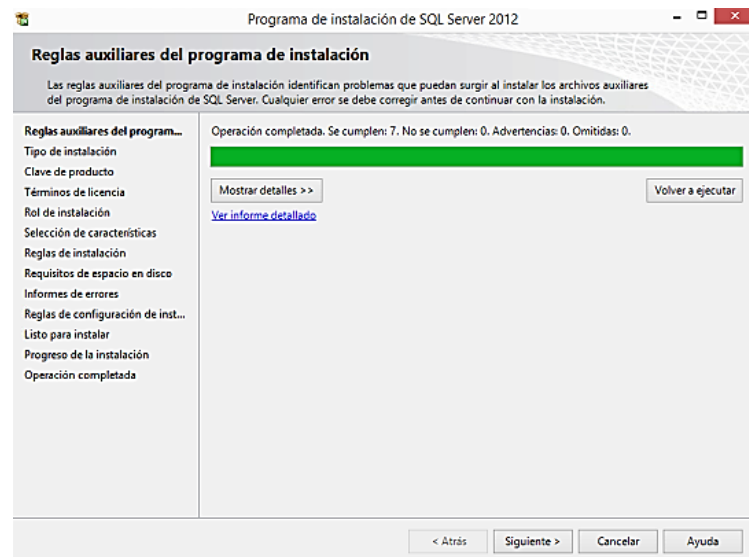 Programa de instalación de SQL Server 2012
Reglas auxiliares del programa de instalación
Las reglas auxiliares del programa de instalación identifican problemas que puedan surgir al instalar los archivos auxiliares
del programa de instalación de SQL Server. Cualquier error se debe corregir antes de continuar con la instalación.
Reglas auxiliares del program...
Tipo de instalación
Clave de producto
Términos de licencia
Rol de instalación
Selección de características
Reglas de instalación
Requisitos de espacio en disco
Informes de errores
Reglas de configuración de inst...
Listo para instalar
Progreso de la instalación
Operación completada
Operación completada. Se cumplen: 7. No se cumplen: 0. Advertencias: 0. Omitidas: 0.
Mostrar detalles >>
Volver a ejecutar
Ver informe detallado
< Atrás
Siguiente >
Cancelar
Ayuda